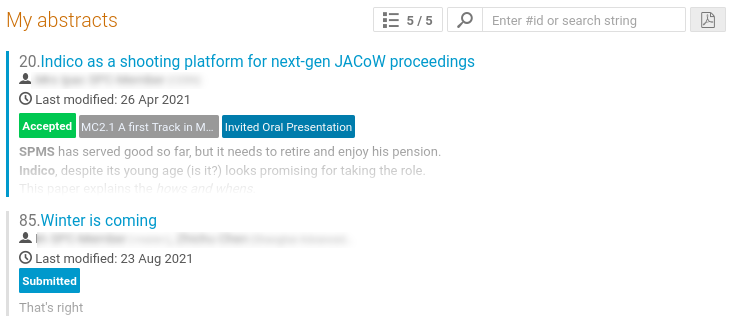 My abstracts
5 / 5
Enter #id or search string
20.Indico as a shooting platform for next-gen JACoW proceedings
Last modified: 26 Apr 2021
Accepted MC2.1 A first Track in M... Invited Oral Presentation
SPMS has served good so far, but it needs to retire and enjoy his pension.
Indico, despite its young age (is it?) looks promising for taking the role.
This paper explains the hows and whens.
85.Winter is coming
Last modified: 23 Aug 2021
Submitted
That's right